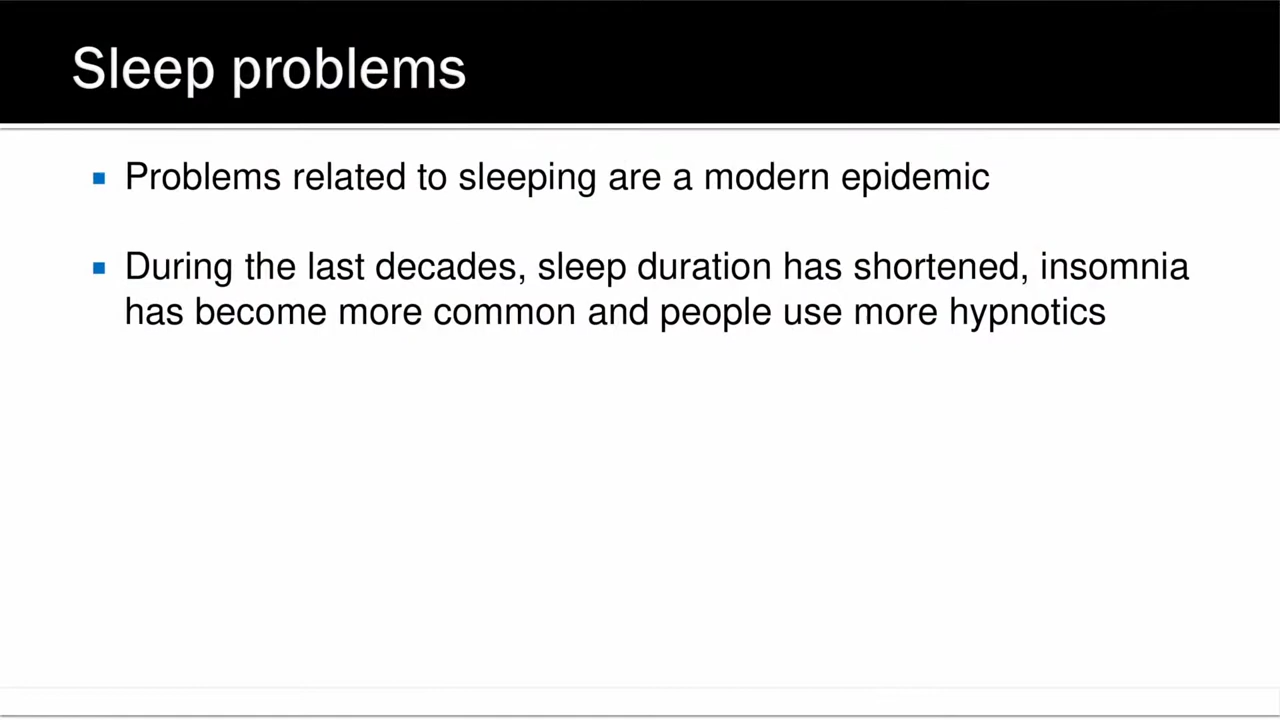 Sleep problems
Problems related to sleeping are a modern epidemic
During the last decades, sleep duration has shortened, insomnia
has become more common and people use more hypnotics